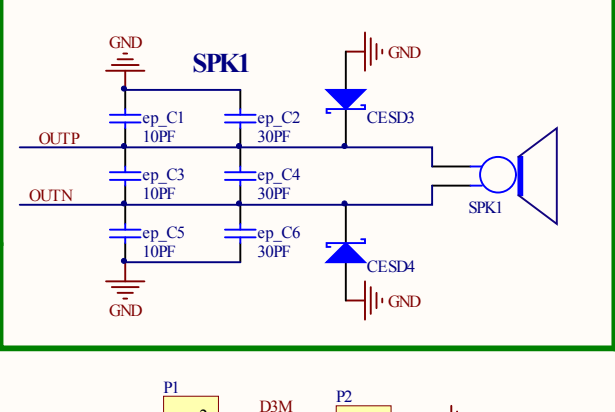 GND
SPK1
GND
ep_C1
10PF
ep_C2
30PF
CESD3
OUTP
ep_C3
10PF
ep_C4
30PF
OUTN
SPK1
ep_C5
10PF
ep_C6
30PF
CESD4
GND
GND
P1
D3M
P2